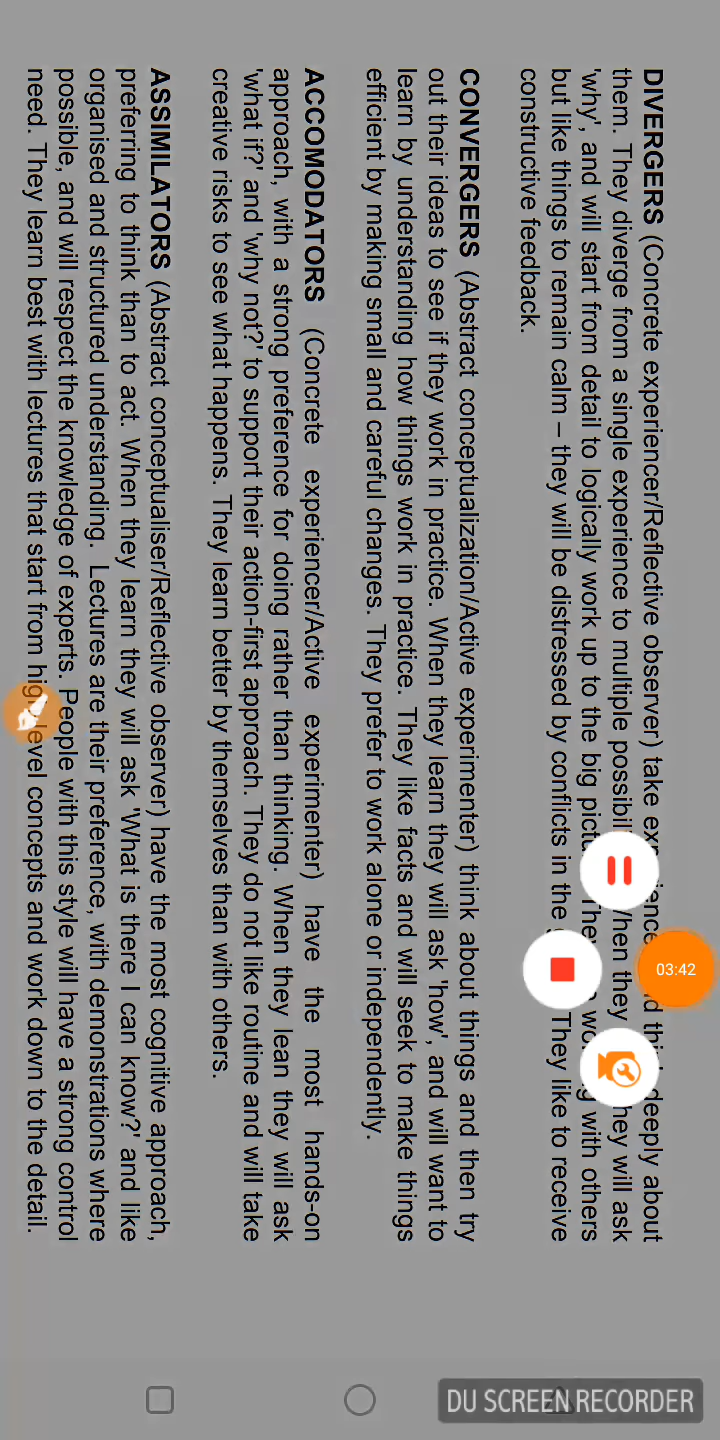 DIVERGERS (Concrete experiencer/Reflective observer) take deeply about
them. They diverge from a single experience to multiple they will ask
'why', and will start from detail to logically work up to the big with others
but like things to remain calm – they will be distressed by conflicts in the They like to receive
constructive feedback.
CONVERGERS (Abstract conceptualization/Active experimenter) think about things and then try
out their ideas to see if they work in practice. When they learn they will ask 'how', and will want to
learn by understanding how things work in practice. They like facts and will seek to make things
efficient by making small and careful changes. They prefer to work alone or independently.
ACCOMODATORS (Concrete experiencer/Active experimenter) have the most hands-on
approach, with a strong preference for doing rather than thinking. When they lean they will ask
'what if?' and 'why not?' to support their action-first approach. They do not like routine and will take
creative risks to see what happens. They learn better by themselves than with others.
ASSIMILATORS (Abstract conceptualiser/Reflective observer) have the most cognitive approach,
preferring to think than to act. When they learn they will ask 'What is there I can know?' and like
organised and structured understanding. Lectures are their preference, with demonstrations where
possible, and will respect the knowledge of experts. People with this style will have a strong control
need. They learn best with lectures that start from level concepts and work down to the detail.
03:42
DU SCREEN RECORDER